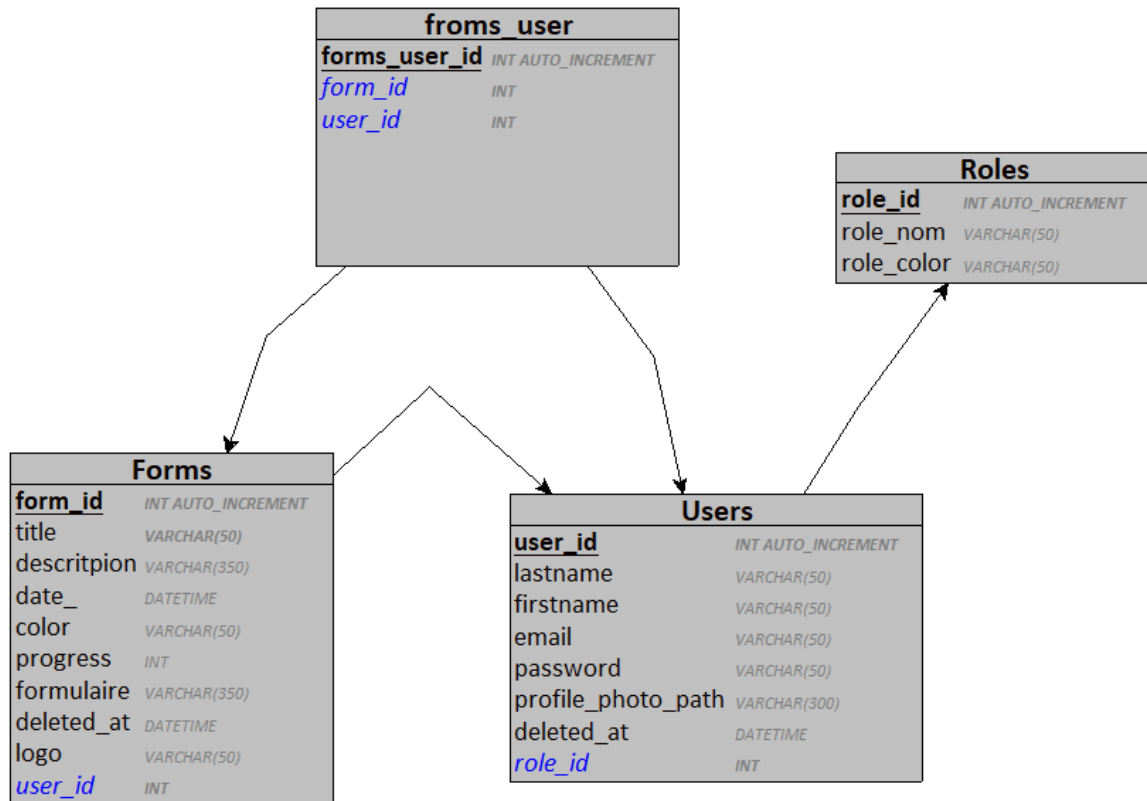 froms_user
forms_user_id INT AUTO_INCREMENT
form_id INT
user_id INT
Roles
role_id INT AUTO_INCREMENT
role_nom VARCHAR(50)
role_color VARCHAR(50)
Forms
form_id INT AUTO_INCREMENT
title VARCHAR(50)
descritpion VARCHAR(350)
date_ DATETIME
color VARCHAR(50)
progress INT
formulaire VARCHAR(350)
deleted_at DATETIME
logo VARCHAR(50)
user_id INT
Users
user_id INT AUTO_INCREMENT
lastname VARCHAR(50)
firstname VARCHAR(50)
email VARCHAR(50)
password VARCHAR(50)
profile_photo_path VARCHAR(300)
deleted_at DATETIME
role_id INT